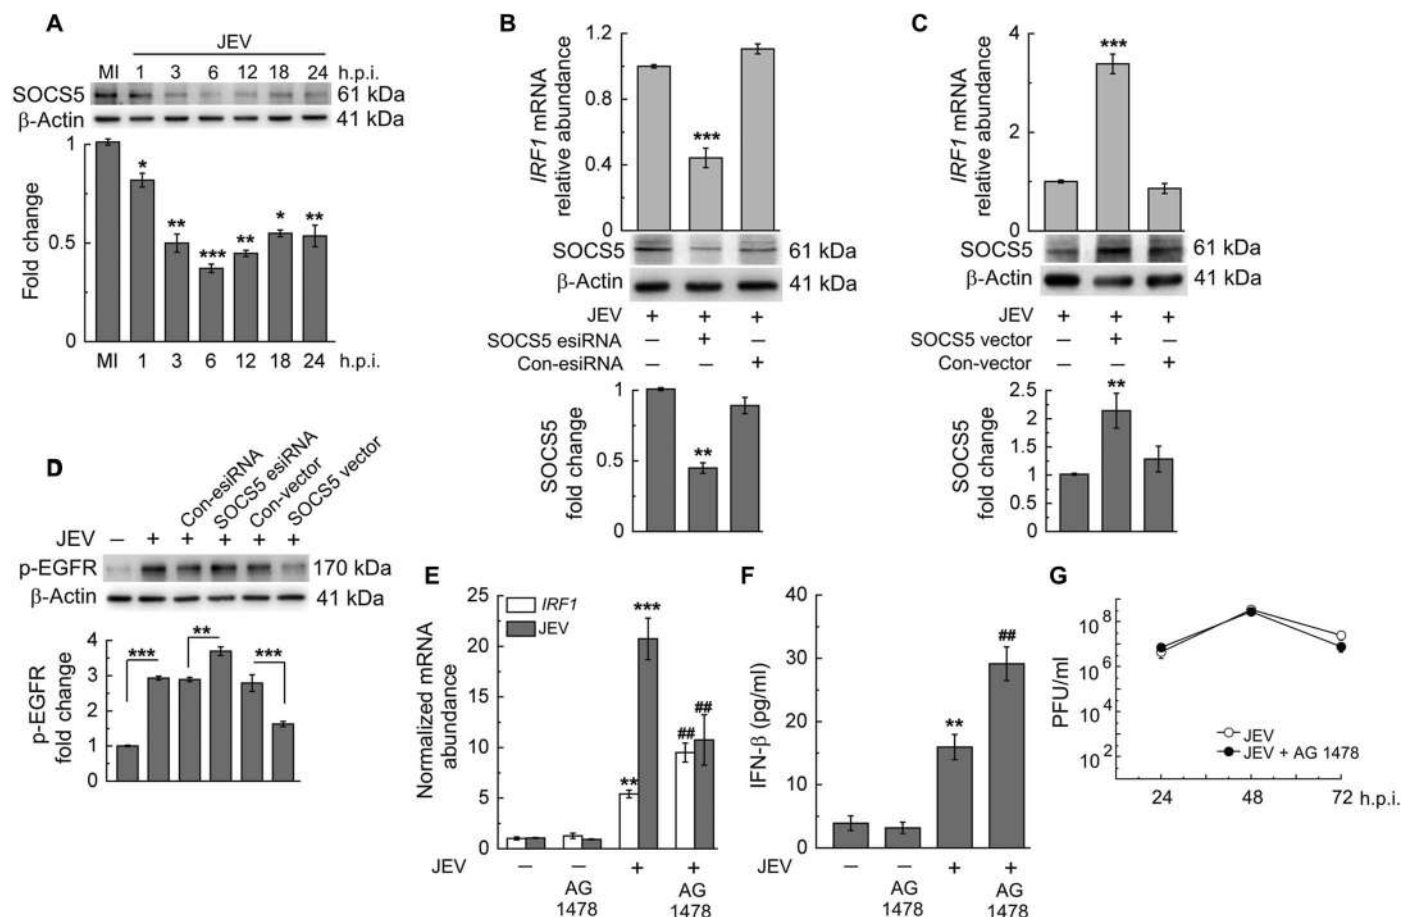 A
JEV
MI 1 3 6 12 18 24 h.p.i.
SOCS5 61 kDa
β-Actin 41 kDa
Fold change
1
0.5
0
* ** *** ** * **
MI 1 3 6 12 18 24 h.p.i.
B
IRF1 mRNA
relative abundance
1.2
0.8
0.4
0
***
SOCS5 61 kDa
β-Actin 41 kDa
+ + + JEV
SOCS5 esiRNA − + −
Con-esiRNA − − +
SOCS5
fold change
1
0.5
0
**
C
IRF1 mRNA
relative abundance
4
2
0
***
SOCS5 61 kDa
β-Actin 41 kDa
JEV + + +
SOCS5 vector − + −
Con-vector − − +
SOCS5
fold change
2.5
2
1.5
1
0.5
0
**
D
Con-esiRNA
SOCS5 esiRNA
Con-vector
SOCS5 vector
JEV − + + + + +
p-EGFR 170 kDa
β-Actin 41 kDa
p-EGFR
fold change
4
3
2
1
0
*** ** ***
E
IRF1
JEV
Normalized mRNA
abundance
25
20
15
10
5
0
** *** ## ##
JEV − − + +
AG AG
1478 1478
F
IFN-β (pg/ml)
40
30
20
10
0
** ##
JEV − − + +
AG AG
1478 1478
G
PFU/ml
10⁸
10⁶
10⁴
10²
JEV
JEV + AG 1478
24 48 72 h.p.i.